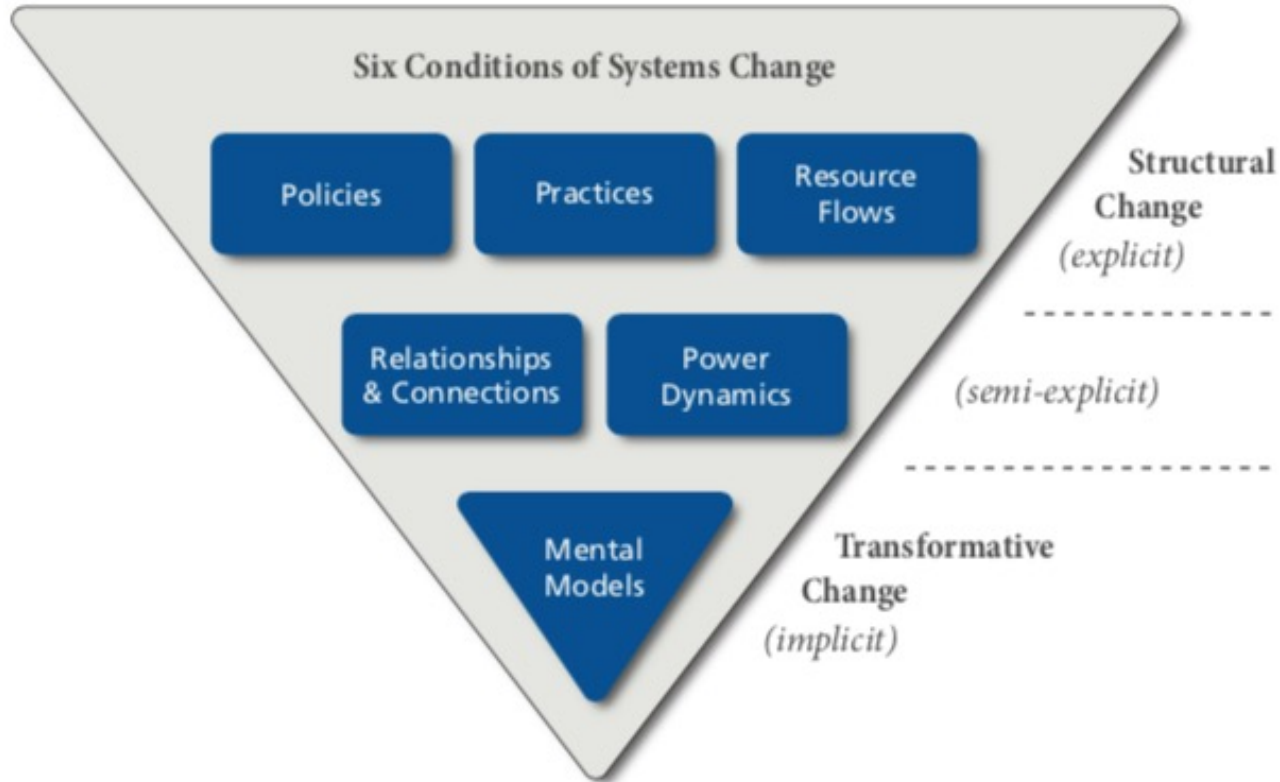 Six Conditions of Systems Change
Policies
Practices
Resource
Flows
Structural
Change
(explicit)
Relationships
& Connections
Power
Dynamics
(semi-explicit)
Mental
Models
Transformative
Change
(implicit)